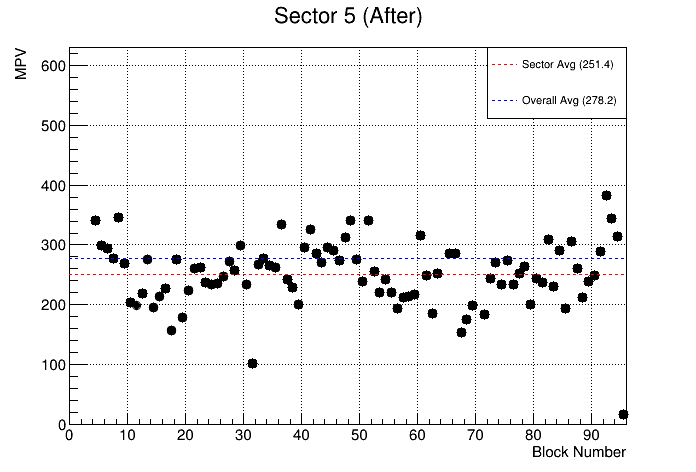 Sector 5 (After)
MPV
600
500
400
300
200
100
0
Sector Avg (251.4)
Overall Avg (278.2)
0 10 20 30 40 50 60 70 80 90
Block Number